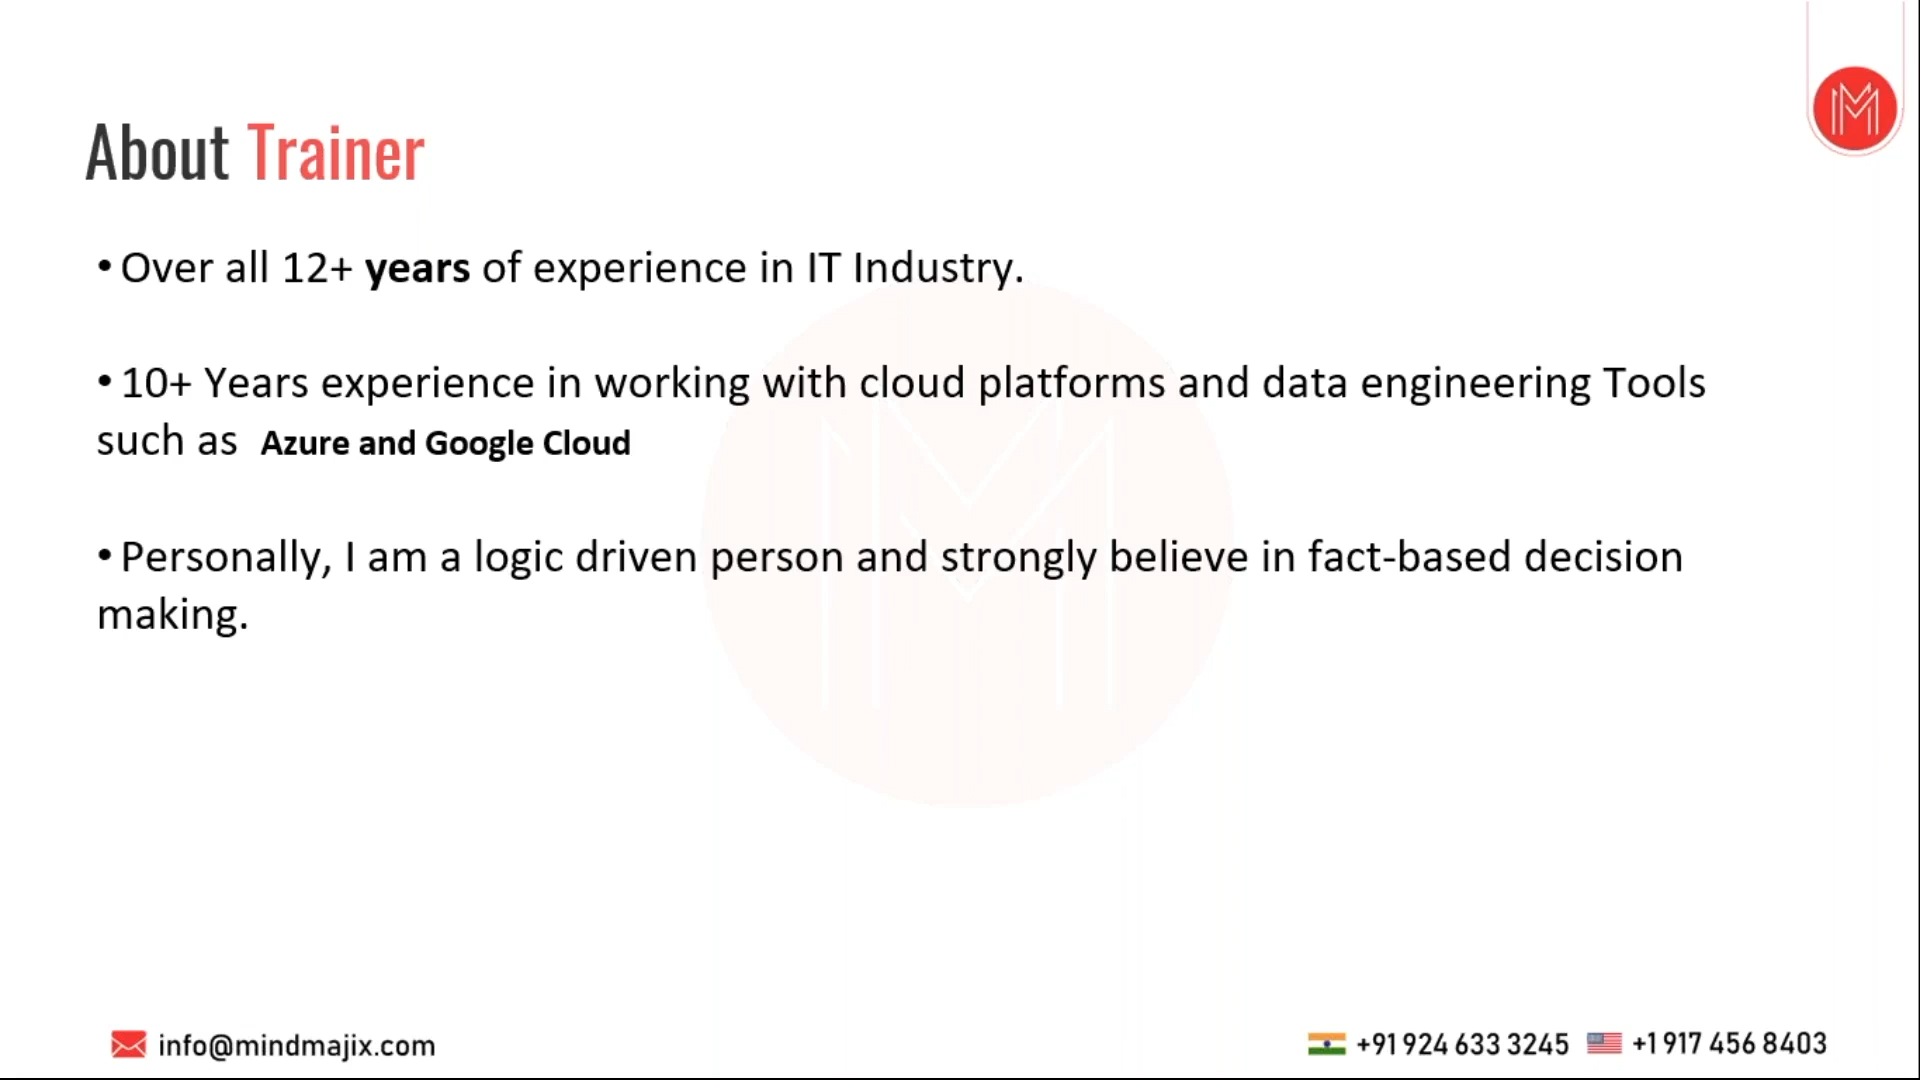 About Trainer
• Over all 12+ years of experience in IT Industry.
• 10+ Years experience in working with cloud platforms and data engineering Tools
such as Azure and Google Cloud
• Personally, I am a logic driven person and strongly believe in fact-based decision
making.
info@mindmajix.com
+91 924 633 3245
+1 917 456 8403